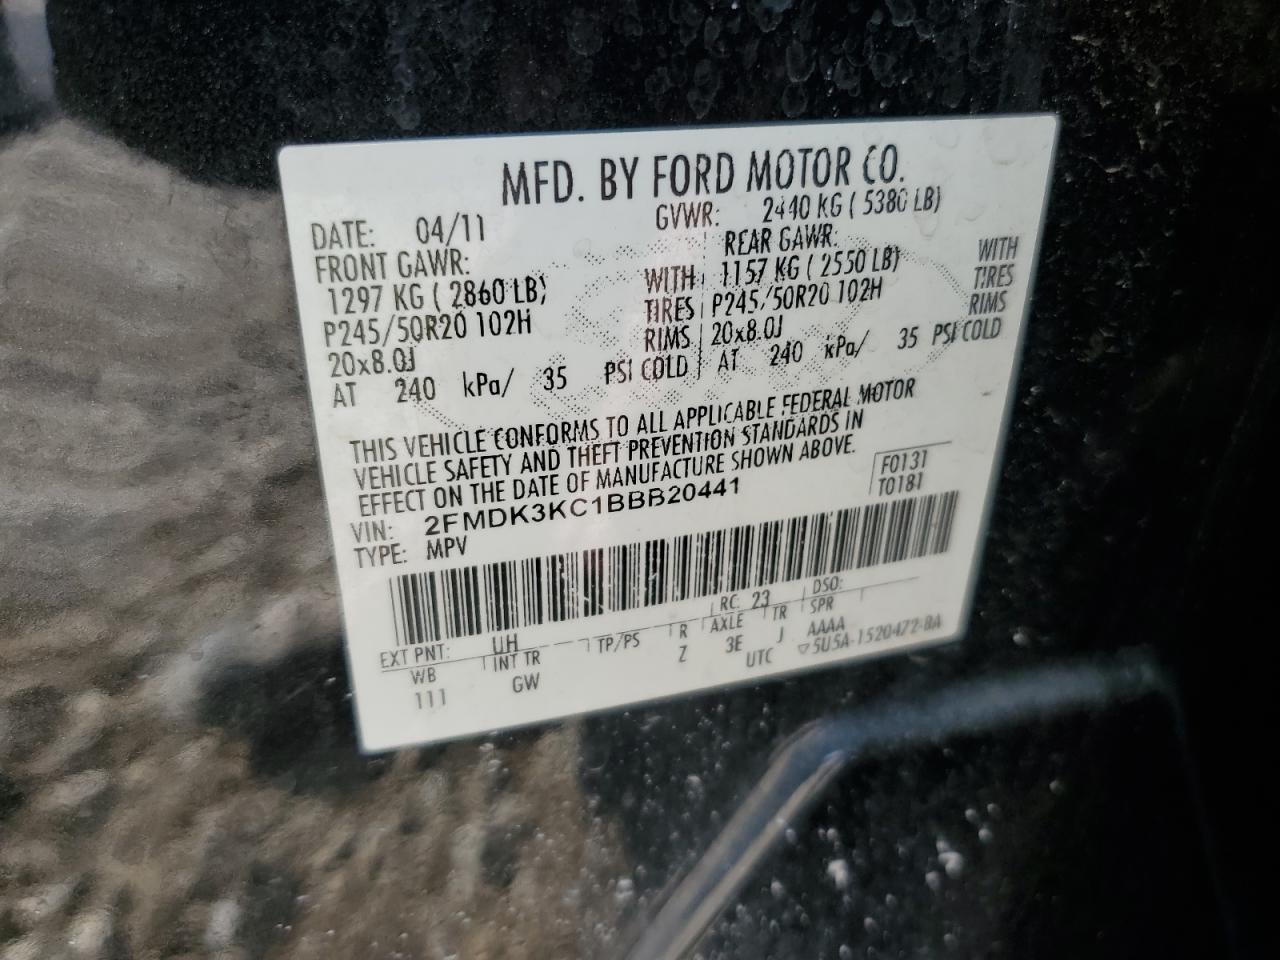 MFD. BY FORD MOTOR CO.
DATE: 04/11 GVWR: 2440 KG ( 5380 LB)
FRONT GAWR: REAR GAWR:
1297 KG ( 2860 LB) WITH 1157 KG ( 2550 LB) WITH
P245/50R20 102H TIRES P245/50R20 102H TIRES
20x8.0J RIMS 20x8.0J RIMS
AT 240 kPa/ 35 PSI COLD AT 240 kPa/ 35 PSI COLD
THIS VEHICLE CONFORMS TO ALL APPLICABLE FEDERAL MOTOR
VEHICLE SAFETY AND THEFT PREVENTION STANDARDS IN
EFFECT ON THE DATE OF MANUFACTURE SHOWN ABOVE.
F0131
VIN: 2FMDK3KC1BBB20441 T0181
TYPE: MPV
EXT PNT: UH RC: 23 DSO:
WB INT TR TP/PS R AXLE TR SPR
111 GW Z 3E J AAAA
UTC ▽5U5A-1520472-BA